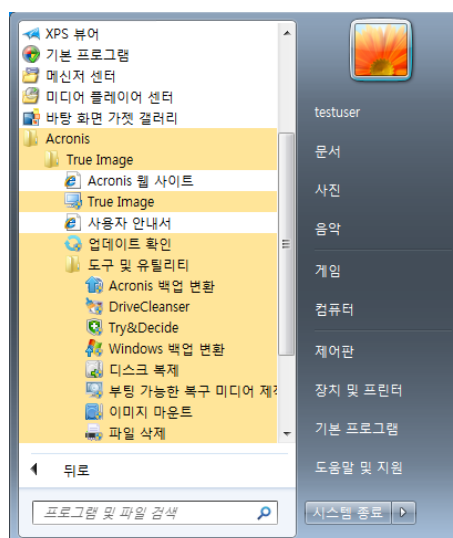 XPS 뷰어
기본 프로그램
메신저 센터
미디어 플레이어 센터
바탕 화면 가젯 갤러리
Acronis
True Image
Acronis 웹 사이트
True Image
사용자 안내서
업데이트 확인
도구 및 유틸리티
Acronis 백업 변환
DriveCleanser
Try&Decide
Windows 백업 변환
디스크 복제
부팅 가능한 복구 미디어
이미지 마운트
파일 삭제
뒤로
프로그램 및 파일 검색
testuser
문서
사진
음악
게임
컴퓨터
제어판
장치 및 프린터
기본 프로그램
도움말 및 지원
시스템 종료